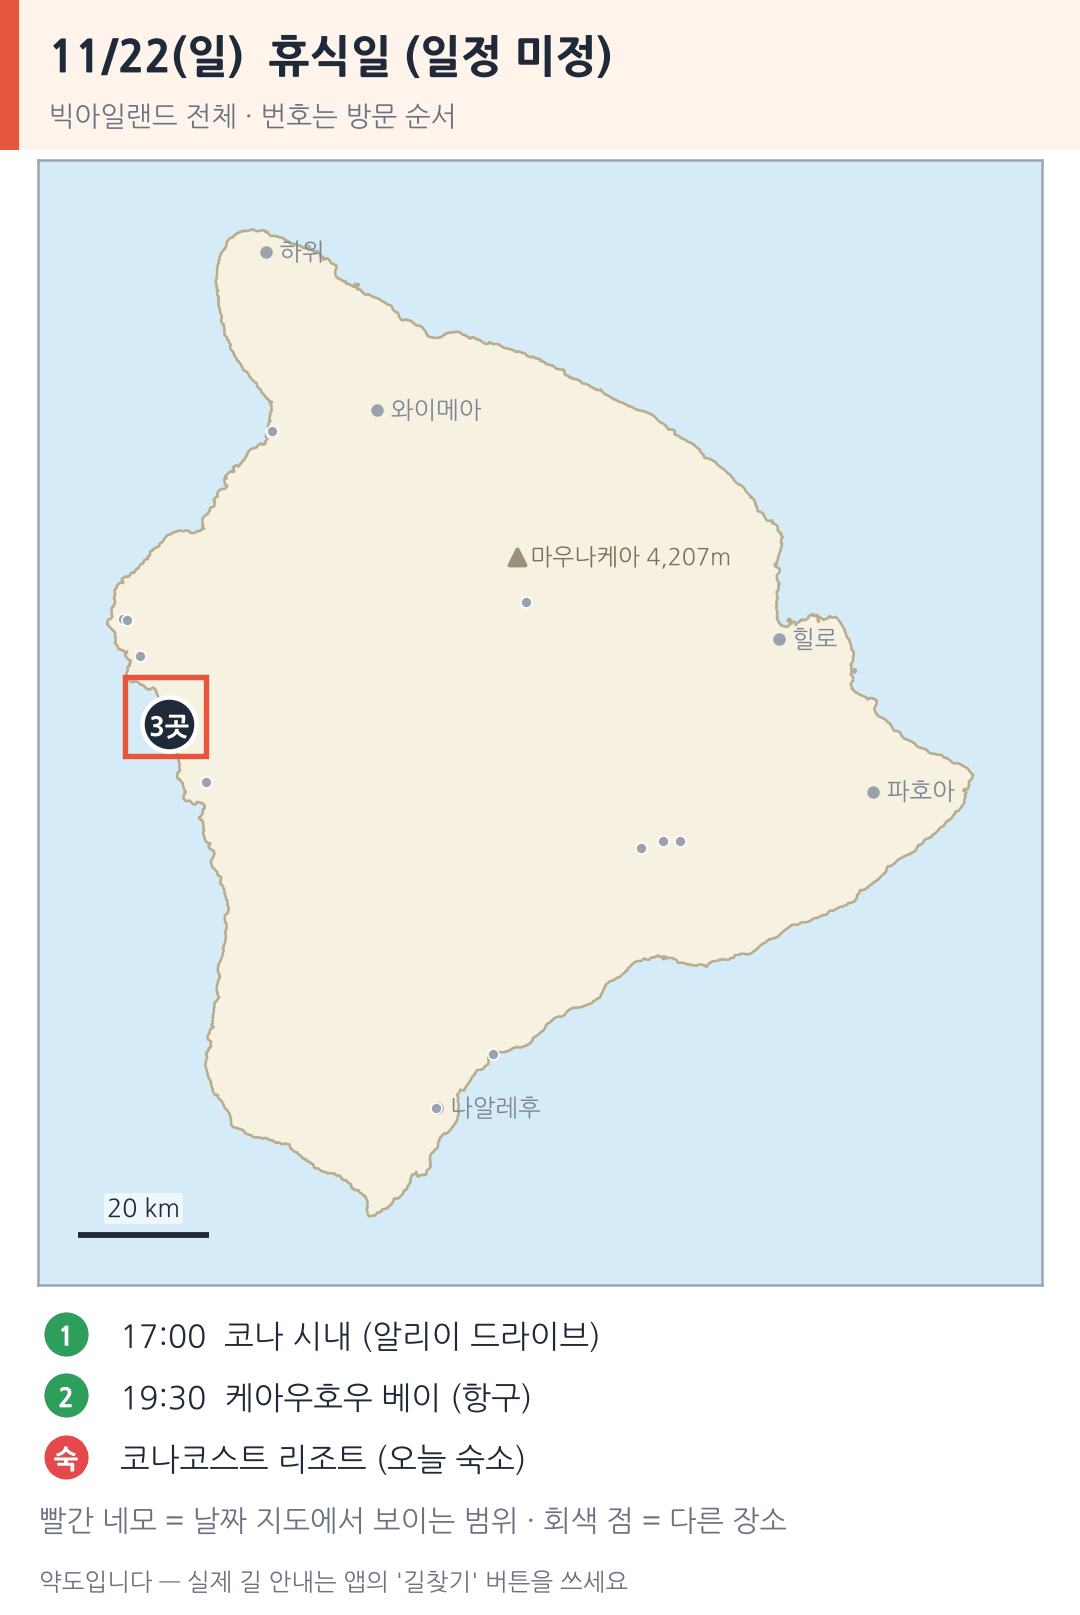 11/22(일) 휴식일 (일정 미정)
빅아일랜드 전체 · 번호는 방문 순서
하위
와이메아
마우나케아 4,207m
힐로
3곳
파호아
나알레후
20 km
1 17:00 코나 시내 (알리이 드라이브)
2 19:30 케아우호우 베이 (항구)
숙 코나코스트 리조트 (오늘 숙소)
빨간 네모 = 날짜 지도에서 보이는 범위 · 회색 점 = 다른 장소
약도입니다 — 실제 길 안내는 앱의 '길찾기' 버튼을 쓰세요